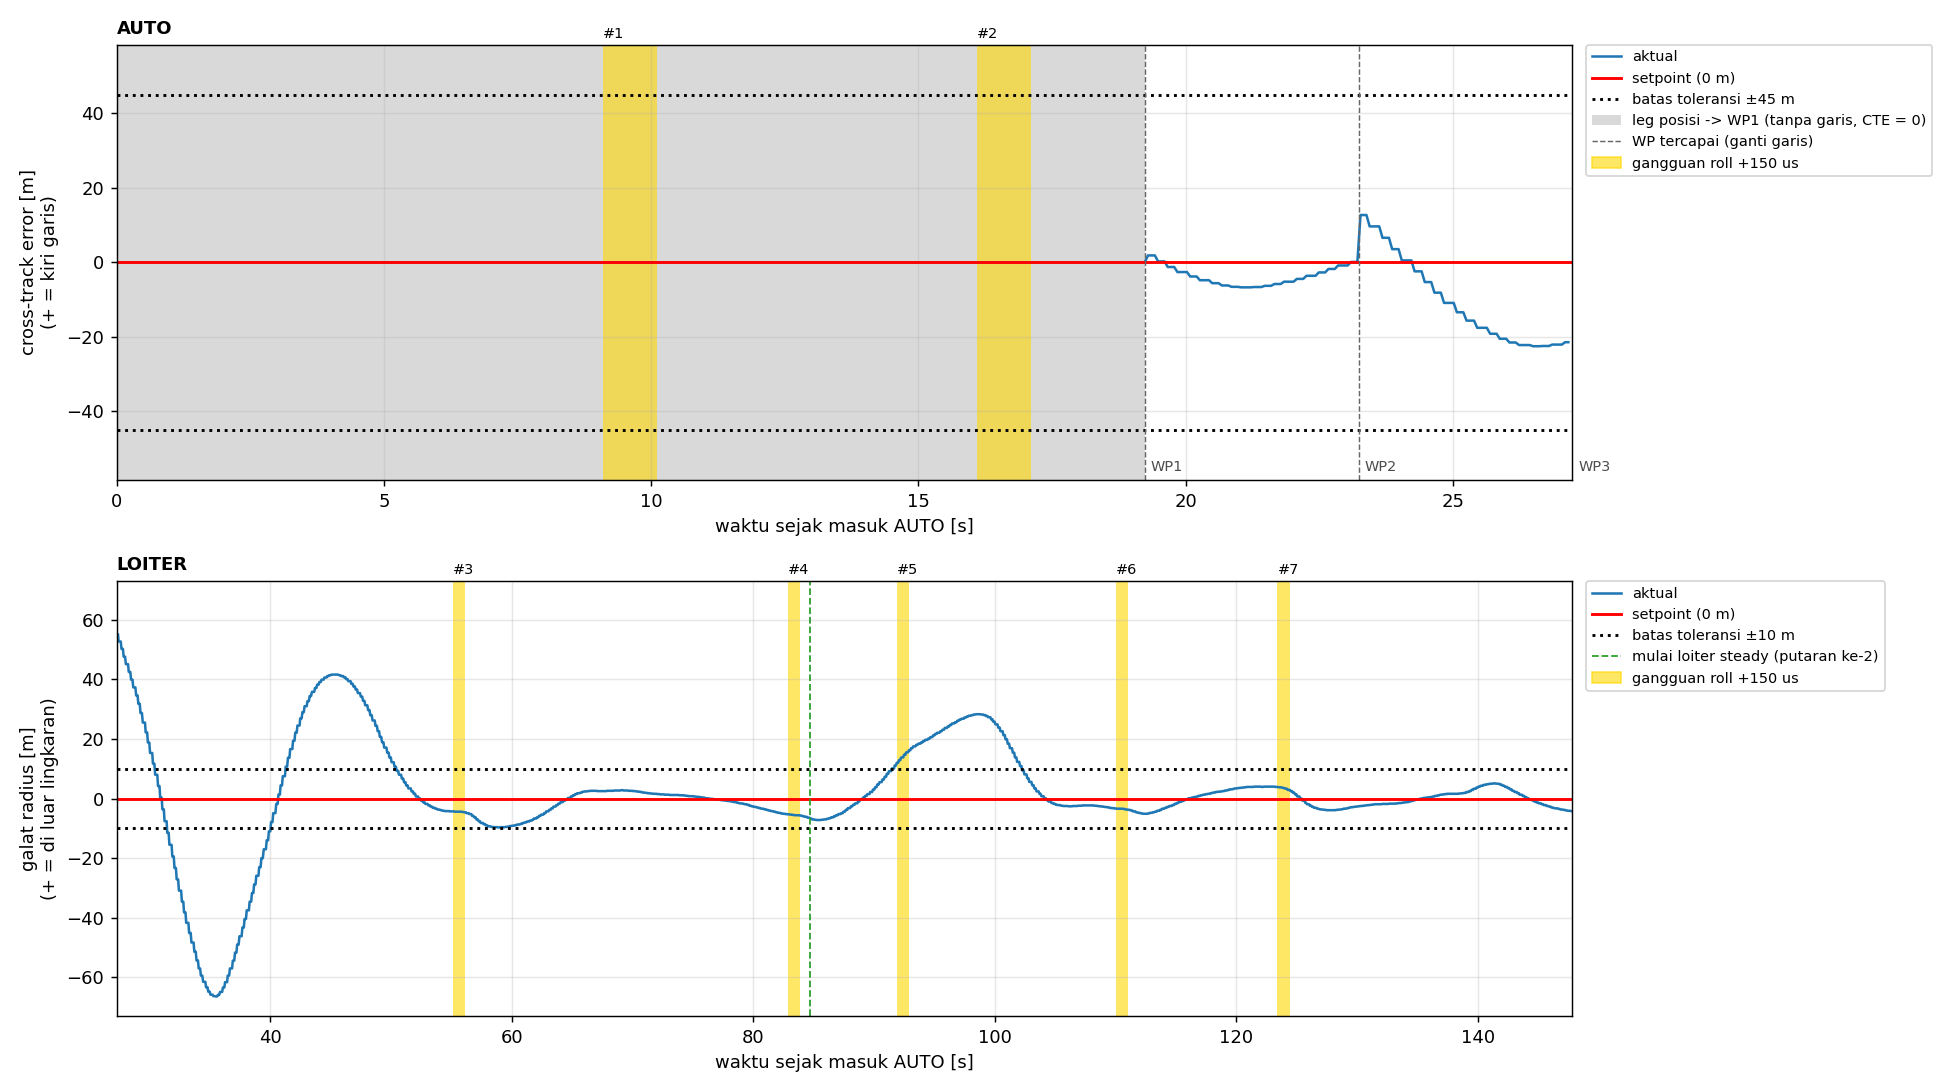 AUTO
#1
#2
40
20
0
−20
−40
cross-track error [m]
(+ = kiri garis)
WP1
WP2
WP3
0
5
10
15
20
25
waktu sejak masuk AUTO [s]
aktual
setpoint (0 m)
batas toleransi ±45 m
leg posisi -> WP1 (tanpa garis, CTE = 0)
WP tercapai (ganti garis)
gangguan roll +150 us
LOITER
#3
#4
#5
#6
#7
60
40
20
0
−20
−40
−60
galat radius [m]
(+ = di luar lingkaran)
40
60
80
100
120
140
waktu sejak masuk AUTO [s]
aktual
setpoint (0 m)
batas toleransi ±10 m
mulai loiter steady (putaran ke-2)
gangguan roll +150 us